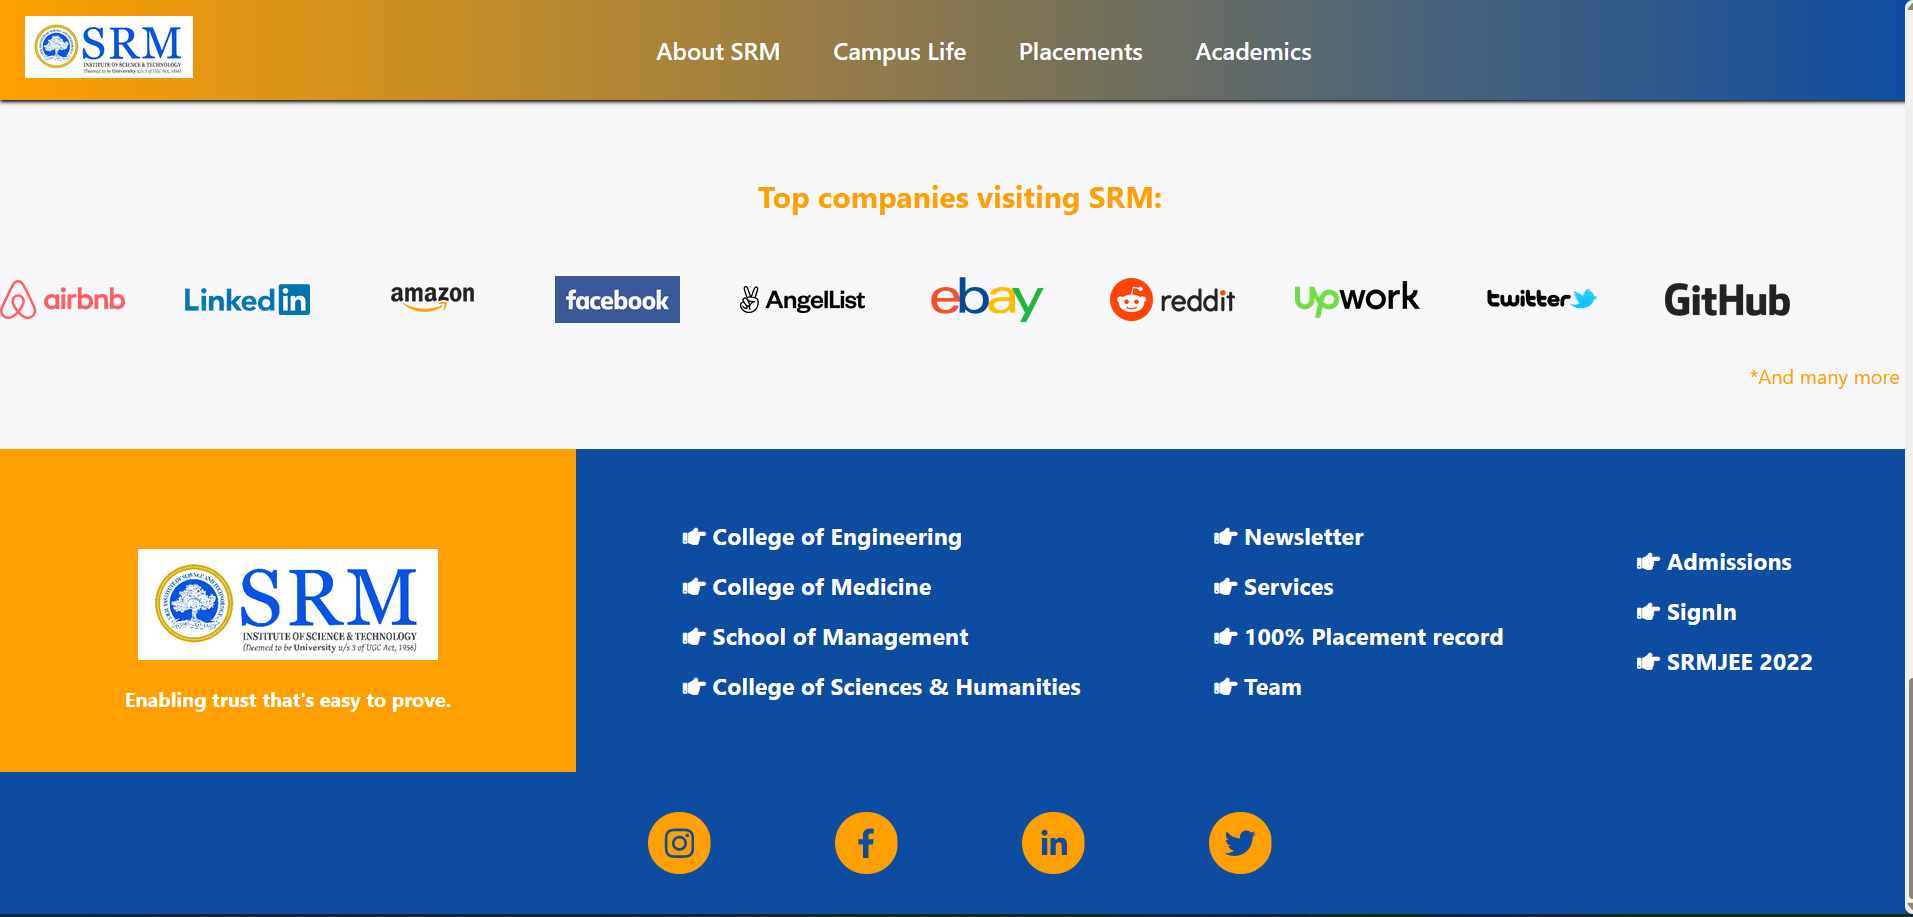 SRM
INSTITUTE OF SCIENCE & TECHNOLOGY
(Deemed to be University u/s 3 of UGC Act, 1956)
About SRM
Campus Life
Placements
Academics
Top companies visiting SRM:
airbnb
Linkedin
amazon
facebook
AngelList
ebay
reddit
upwork
twitter
GitHub
*And many more
SRM
INSTITUTE OF SCIENCE & TECHNOLOGY
(Deemed to be University u/s 3 of UGC Act, 1956)
Enabling trust that's easy to prove.
College of Engineering
College of Medicine
School of Management
College of Sciences & Humanities
Newsletter
Services
100% Placement record
Team
Admissions
SignIn
SRMJEE 2022
f
in